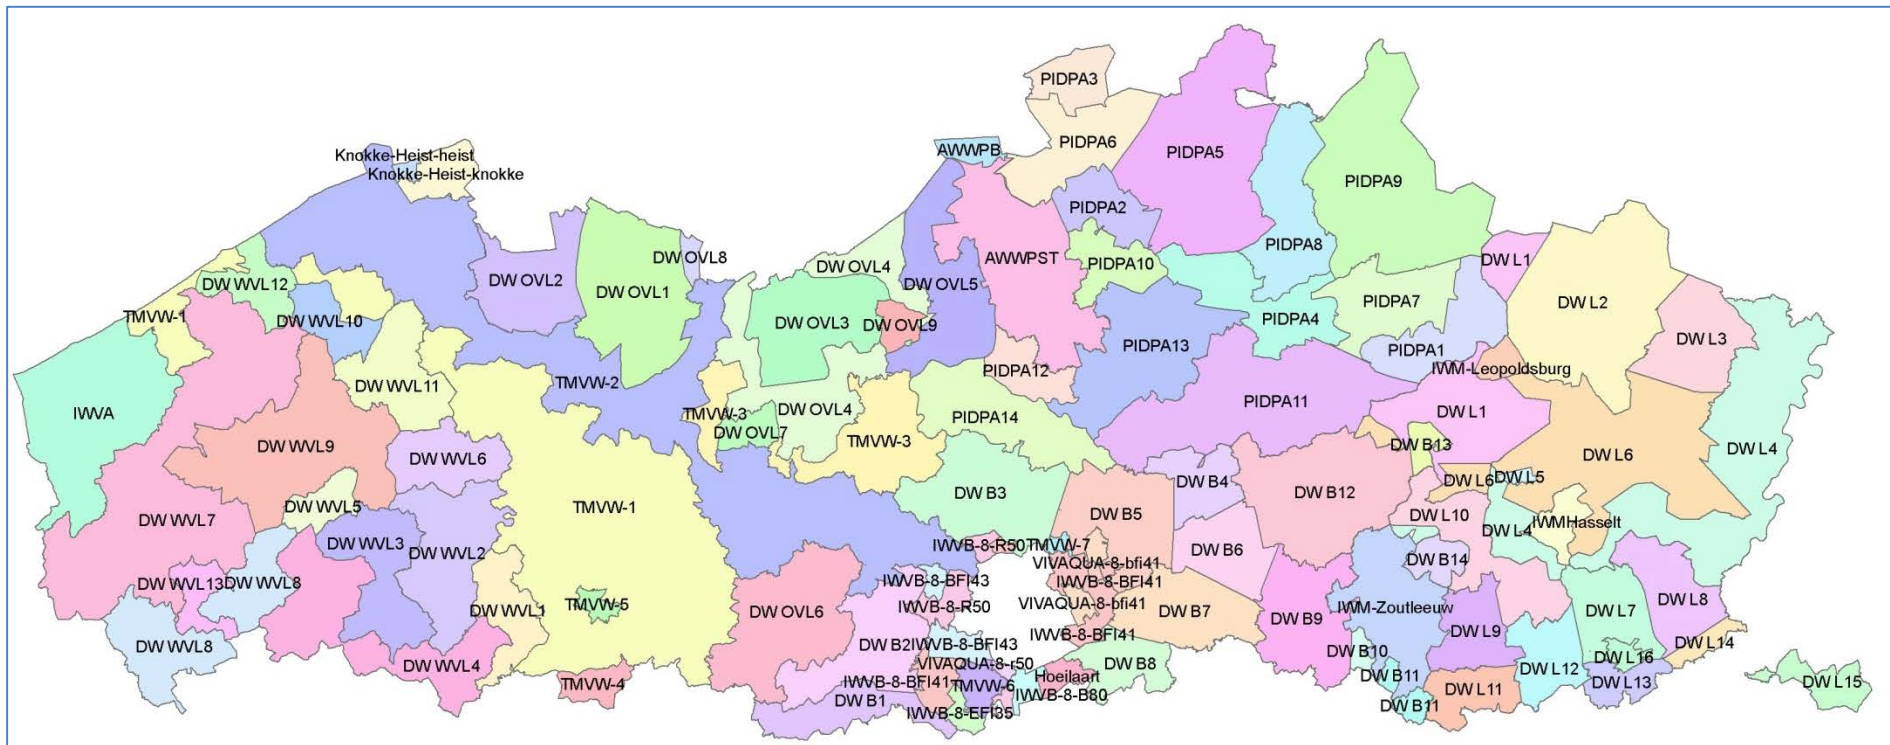 PIDPA3
Knokke-Heist-heist
Knokke-Heist-knokke
AWWPB
PIDPA6
PIDPA5
PIDPA9
PIDPA2
DW WVL12
DW OVL2
DW OVL1
DW OVL8
DW OVL4
AWWPST
PIDPA10
PIDPA8
DW L1
TMVW-1
DW WVL10
DW OVL3
DW OVL5
DW OVL9
PIDPA4
PIDPA7
DW L2
DW L3
DW WVL11
TMVW-2
PIDPA12
PIDPA13
PIDPA1
IWM-Leopoldsburg
IWVA
TMVW-3
DW OVL4
DW OVL7
TMVW-3
PIDPA14
PIDPA11
DW L1
DW WVL9
DW WVL6
DW B13
DW L6
DW L4
TMVW-1
DW B3
DW B4
DW B12
DW L6
DW L5
DW WVL7
DW WVL5
DW WVL3
DW WVL2
DW B5
DW L10
DW L4
IWMHasselt
IWVB-8-R50
TMVW-7
DW B6
DW B14
DW WVL13
DW WVL8
VIVAQUA-8-bfi41
IWVB-8-BFI43
IWVB-8-BFI41
DW WVL1
TMVW-5
DW OVL6
IWVB-8-R50
VIVAQUA-8-bfi41
DW B7
DW B9
IWM-Zoutleeuw
DW L9
DW L7
DW L8
DW WVL8
DW B2
IWVB-8-BFI43
IWVB-8-BFI41
DW B10
DW L14
DW WVL4
VIVAQUA-8-r50
DW B8
DW L16
TMVW-4
IWVB-8-BFI41
TMVW-6
Hoeilaart
DW B11
DW L12
DW L13
DW L15
DW B1
IWVB-8-B80
IWVB-8-EFI35
DW B11
DW L11